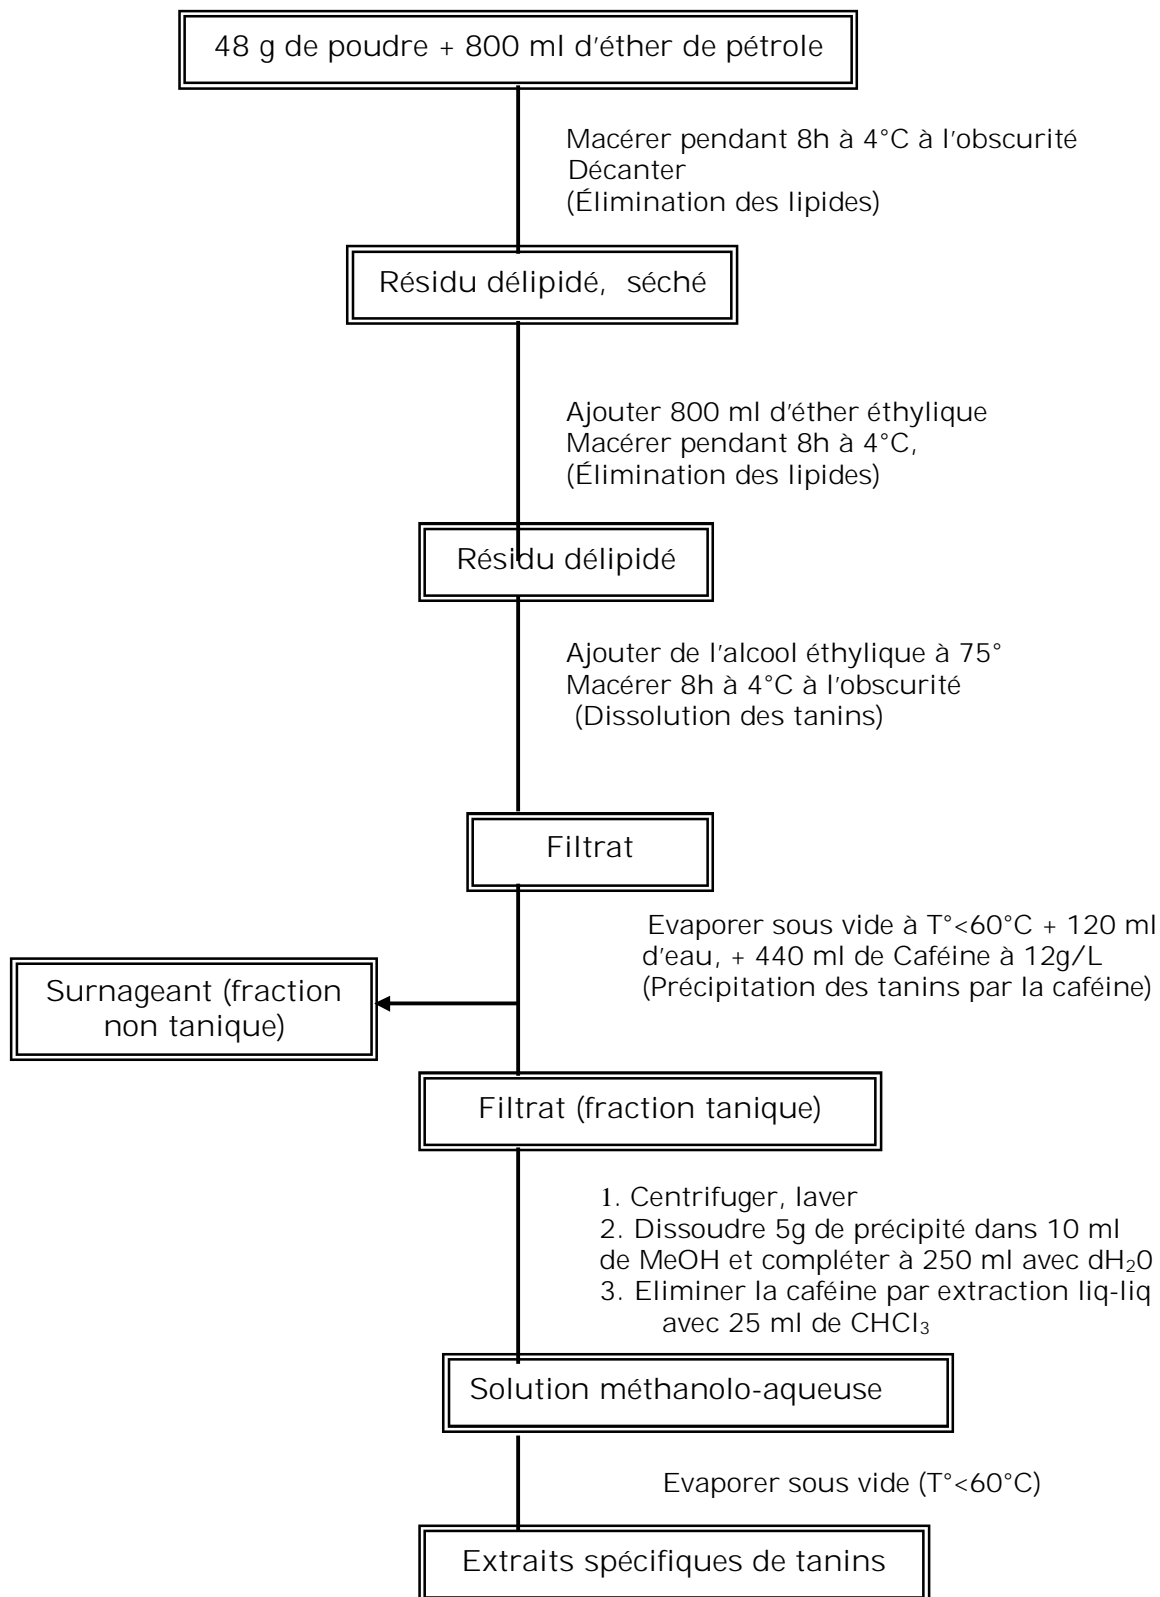 48 g de poudre + 800 ml d'éther de pétrole
Macérer pendant 8h à 4°C à l'obscurité
Décanter
(Élimination des lipides)
Résidu délipidé, séché
Ajouter 800 ml d'éther éthylique
Macérer pendant 8h à 4°C,
(Élimination des lipides)
Résidu délipidé
Ajouter de l'alcool éthylique à 75°
Macérer 8h à 4°C à l'obscurité
(Dissolution des tanins)
Filtrat
Evaporer sous vide à T°<60°C + 120 ml
d'eau, + 440 ml de Caféine à 12g/L
(Précipitation des tanins par la caféine)
Surnageant (fraction
non tanique)
Filtrat (fraction tanique)
1. Centrifuger, laver
2. Dissoudre 5g de précipité dans 10 ml
de MeOH et compléter à 250 ml avec dH₂0
3. Eliminer la caféine par extraction liq-liq
avec 25 ml de CHCl₃
Solution méthanolo-aqueuse
Evaporer sous vide (T°<60°C)
Extraits spécifiques de tanins